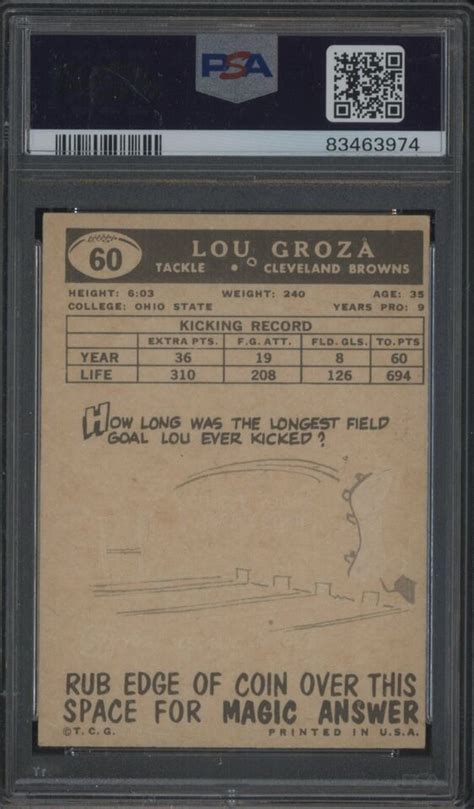 PSA
83463974
60
LOU GROZA
TACKLE • CLEVELAND BROWNS
HEIGHT: 6:03 WEIGHT: 240 AGE: 35
COLLEGE: OHIO STATE YEARS PRO: 9
KICKING RECORD
EXTRA PTS. F.G. ATT. FLD. GLS. TO.PTS.
YEAR 36 19 8 60
LIFE 310 208 126 694
HOW LONG WAS THE LONGEST FIELD
GOAL LOU EVER KICKED?
RUB EDGE OF COIN OVER THIS
SPACE FOR MAGIC ANSWER
©T.C.G. PRINTED IN U.S.A.